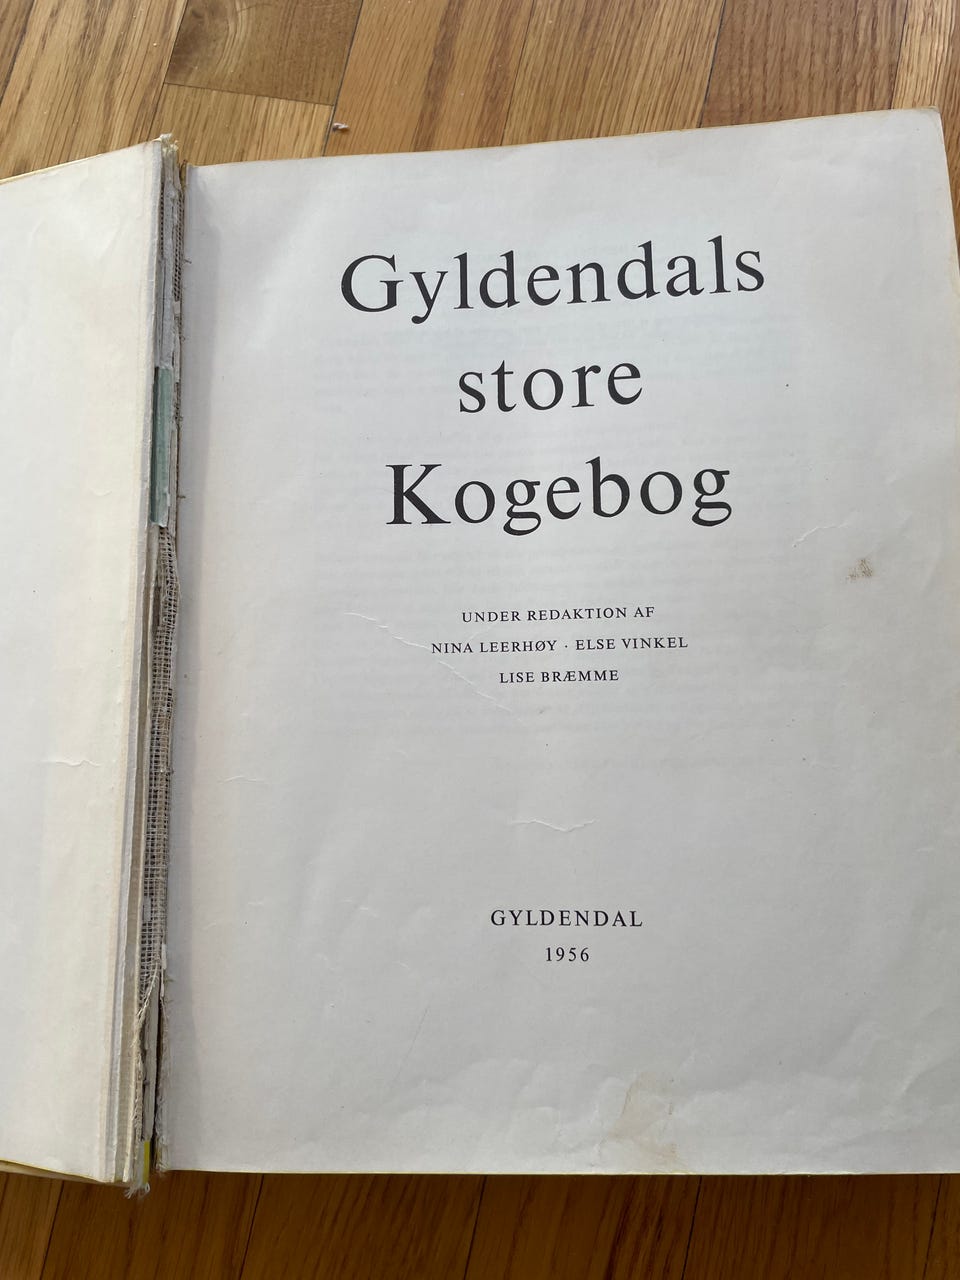 Gyldendals
store
Kogebog
UNDER REDAKTION AF
NINA LEERHØY · ELSE VINKEL
LISE BRÆMME
GYLDENDAL
1956